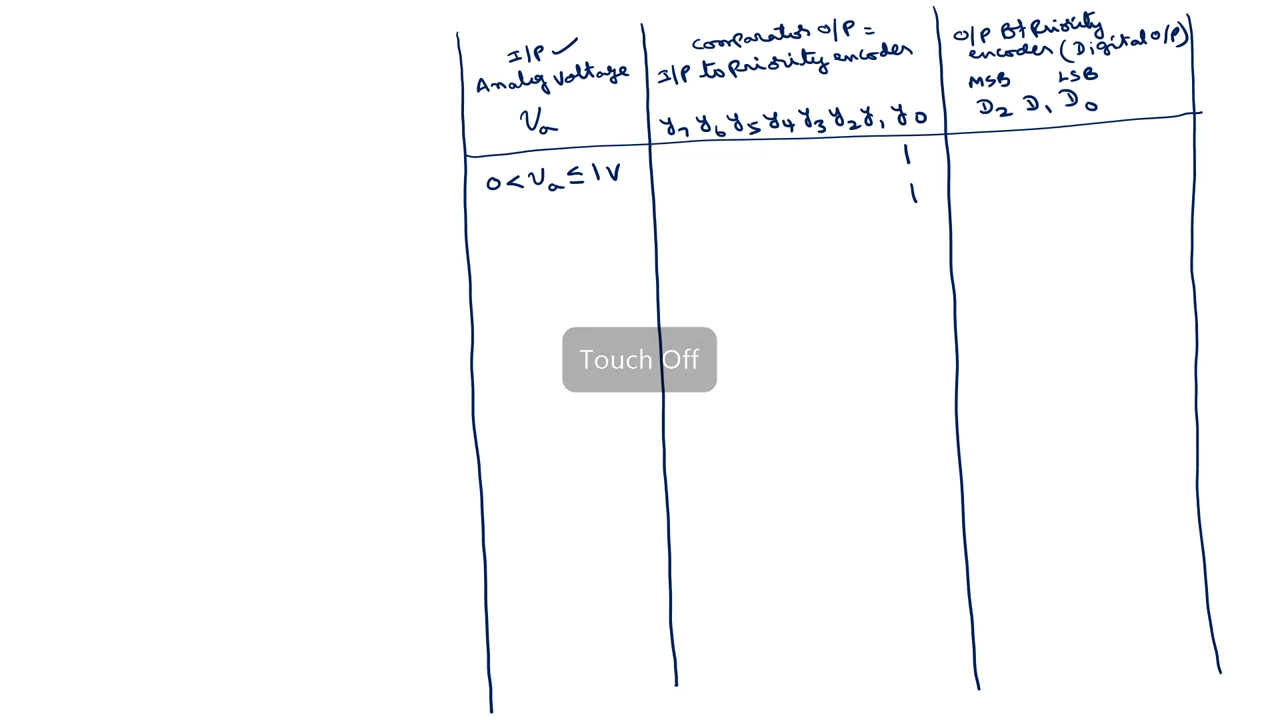 I/P ✓
Analog voltage
Va
comparator O/P =
I/P to Priority encoder
y7 y6 y5 y4 y3 y2 y1 y0
O/P of Priority
encoder (Digital O/P)
MSB LSB
D2 D1 D0
0 < Va ≤ 1V
1
1
Touch Off